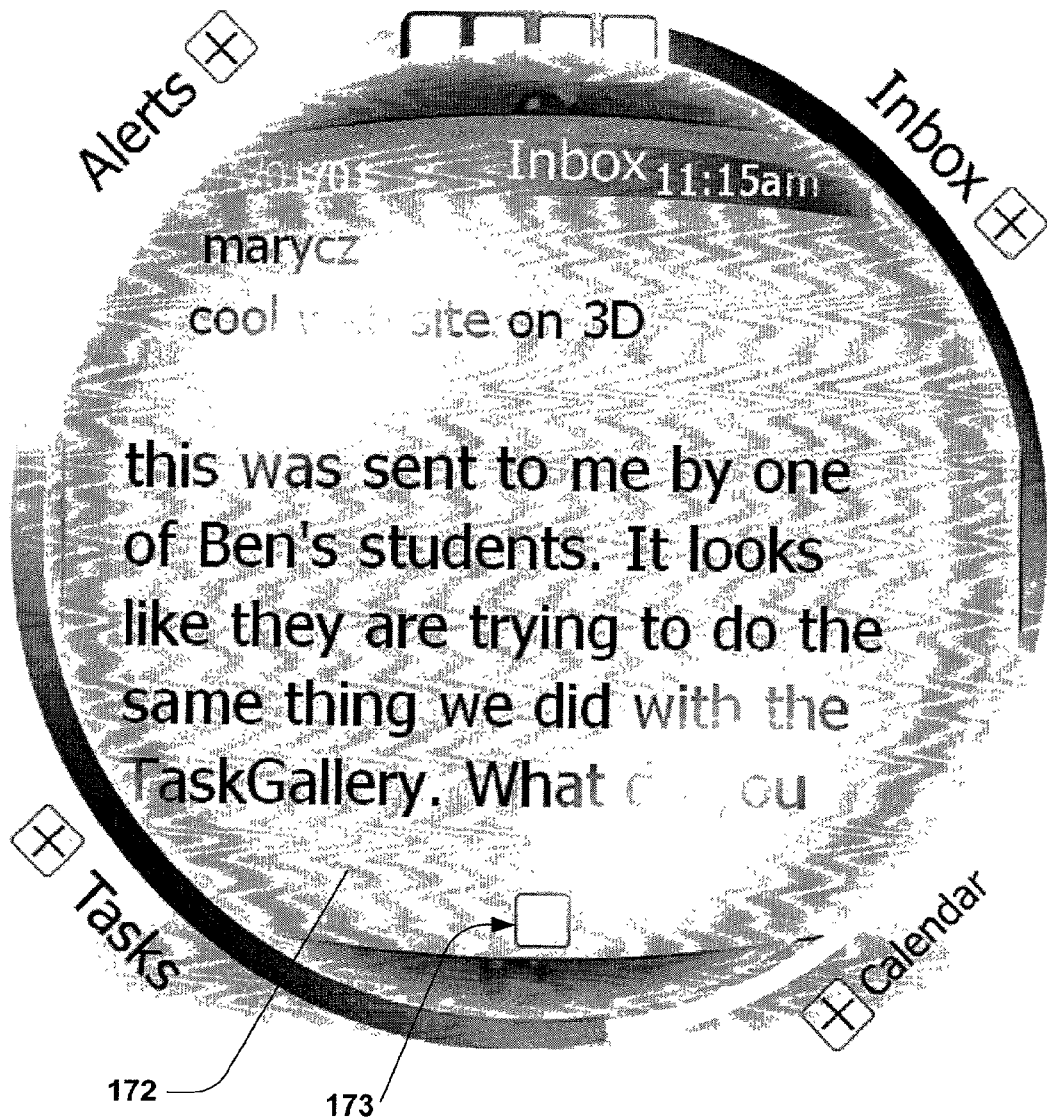 Alerts
Inbox
Inbox 11:15am
marycz
cool site on 3D
this was sent to me by one
of Ben's students. It looks
like they are trying to do the
same thing we did with the
TaskGallery. What
Tasks
Calendar
172
173